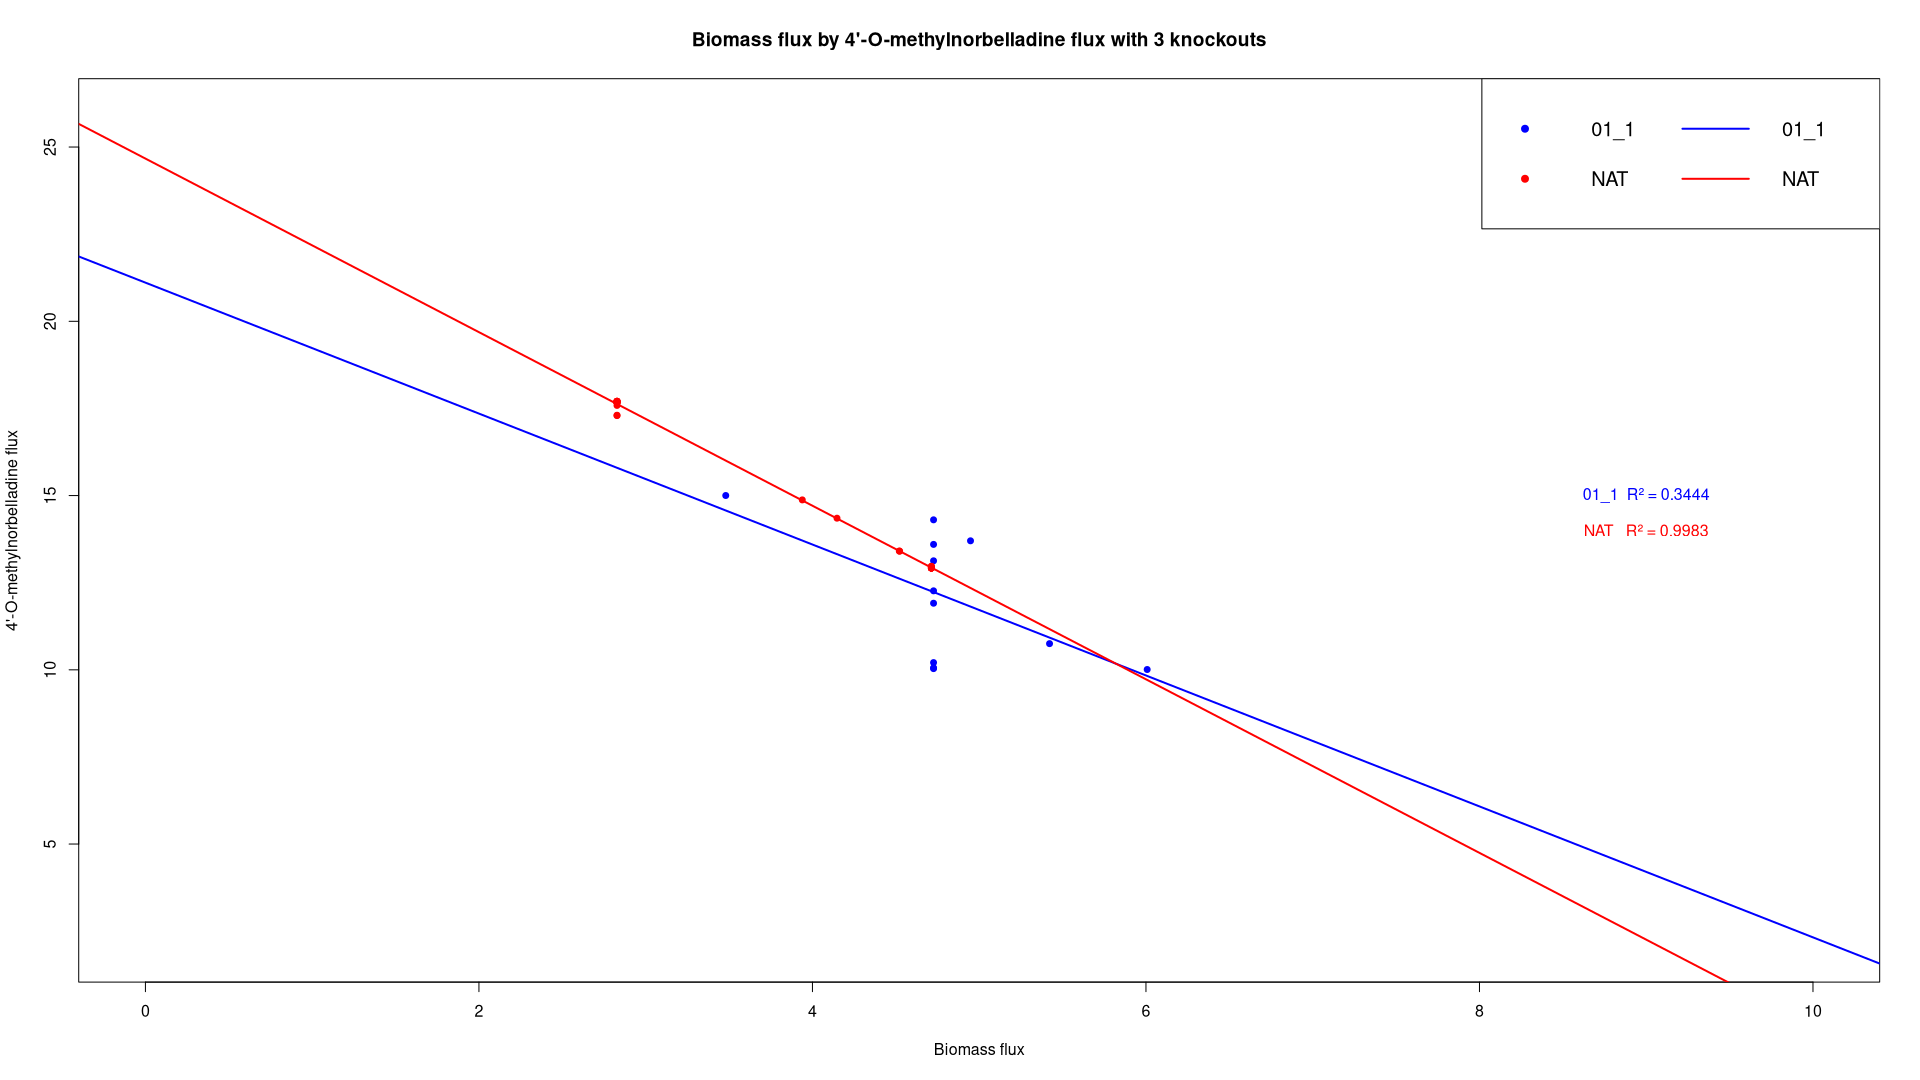 Biomass flux by 4'-O-methylnorbelladine flux with 3 knockouts
01_1 01_1
NAT NAT
25
20
15
10
5
4'-O-methylnorbelladine flux
01_1 R² = 0.3444
NAT R² = 0.9983
0 2 4 6 8 10
Biomass flux